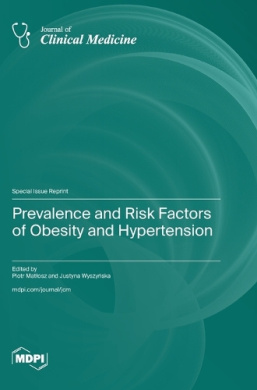 Journal of
Clinical Medicine
Special Issue Reprint
Prevalence and Risk Factors
of Obesity and Hypertension
Edited by
Piotr Matłosz and Justyna Wyszyńska
mdpi.com/journal/jcm
MDPI